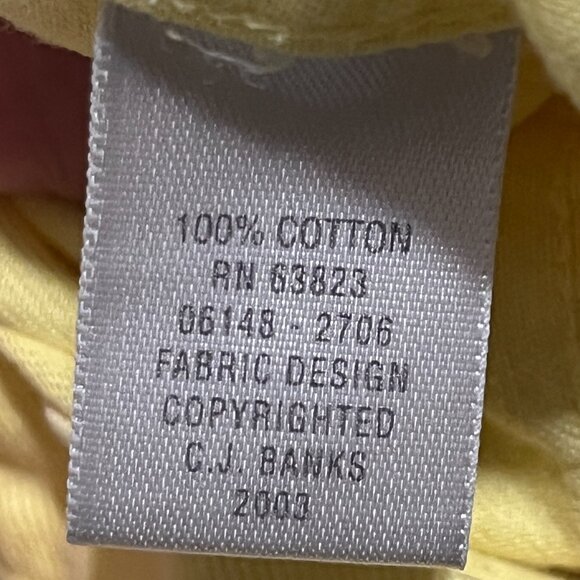 100% COTTON
RN 63823
06148 - 2706
FABRIC DESIGN
COPYRIGHTED
C.J. BANKS
2003